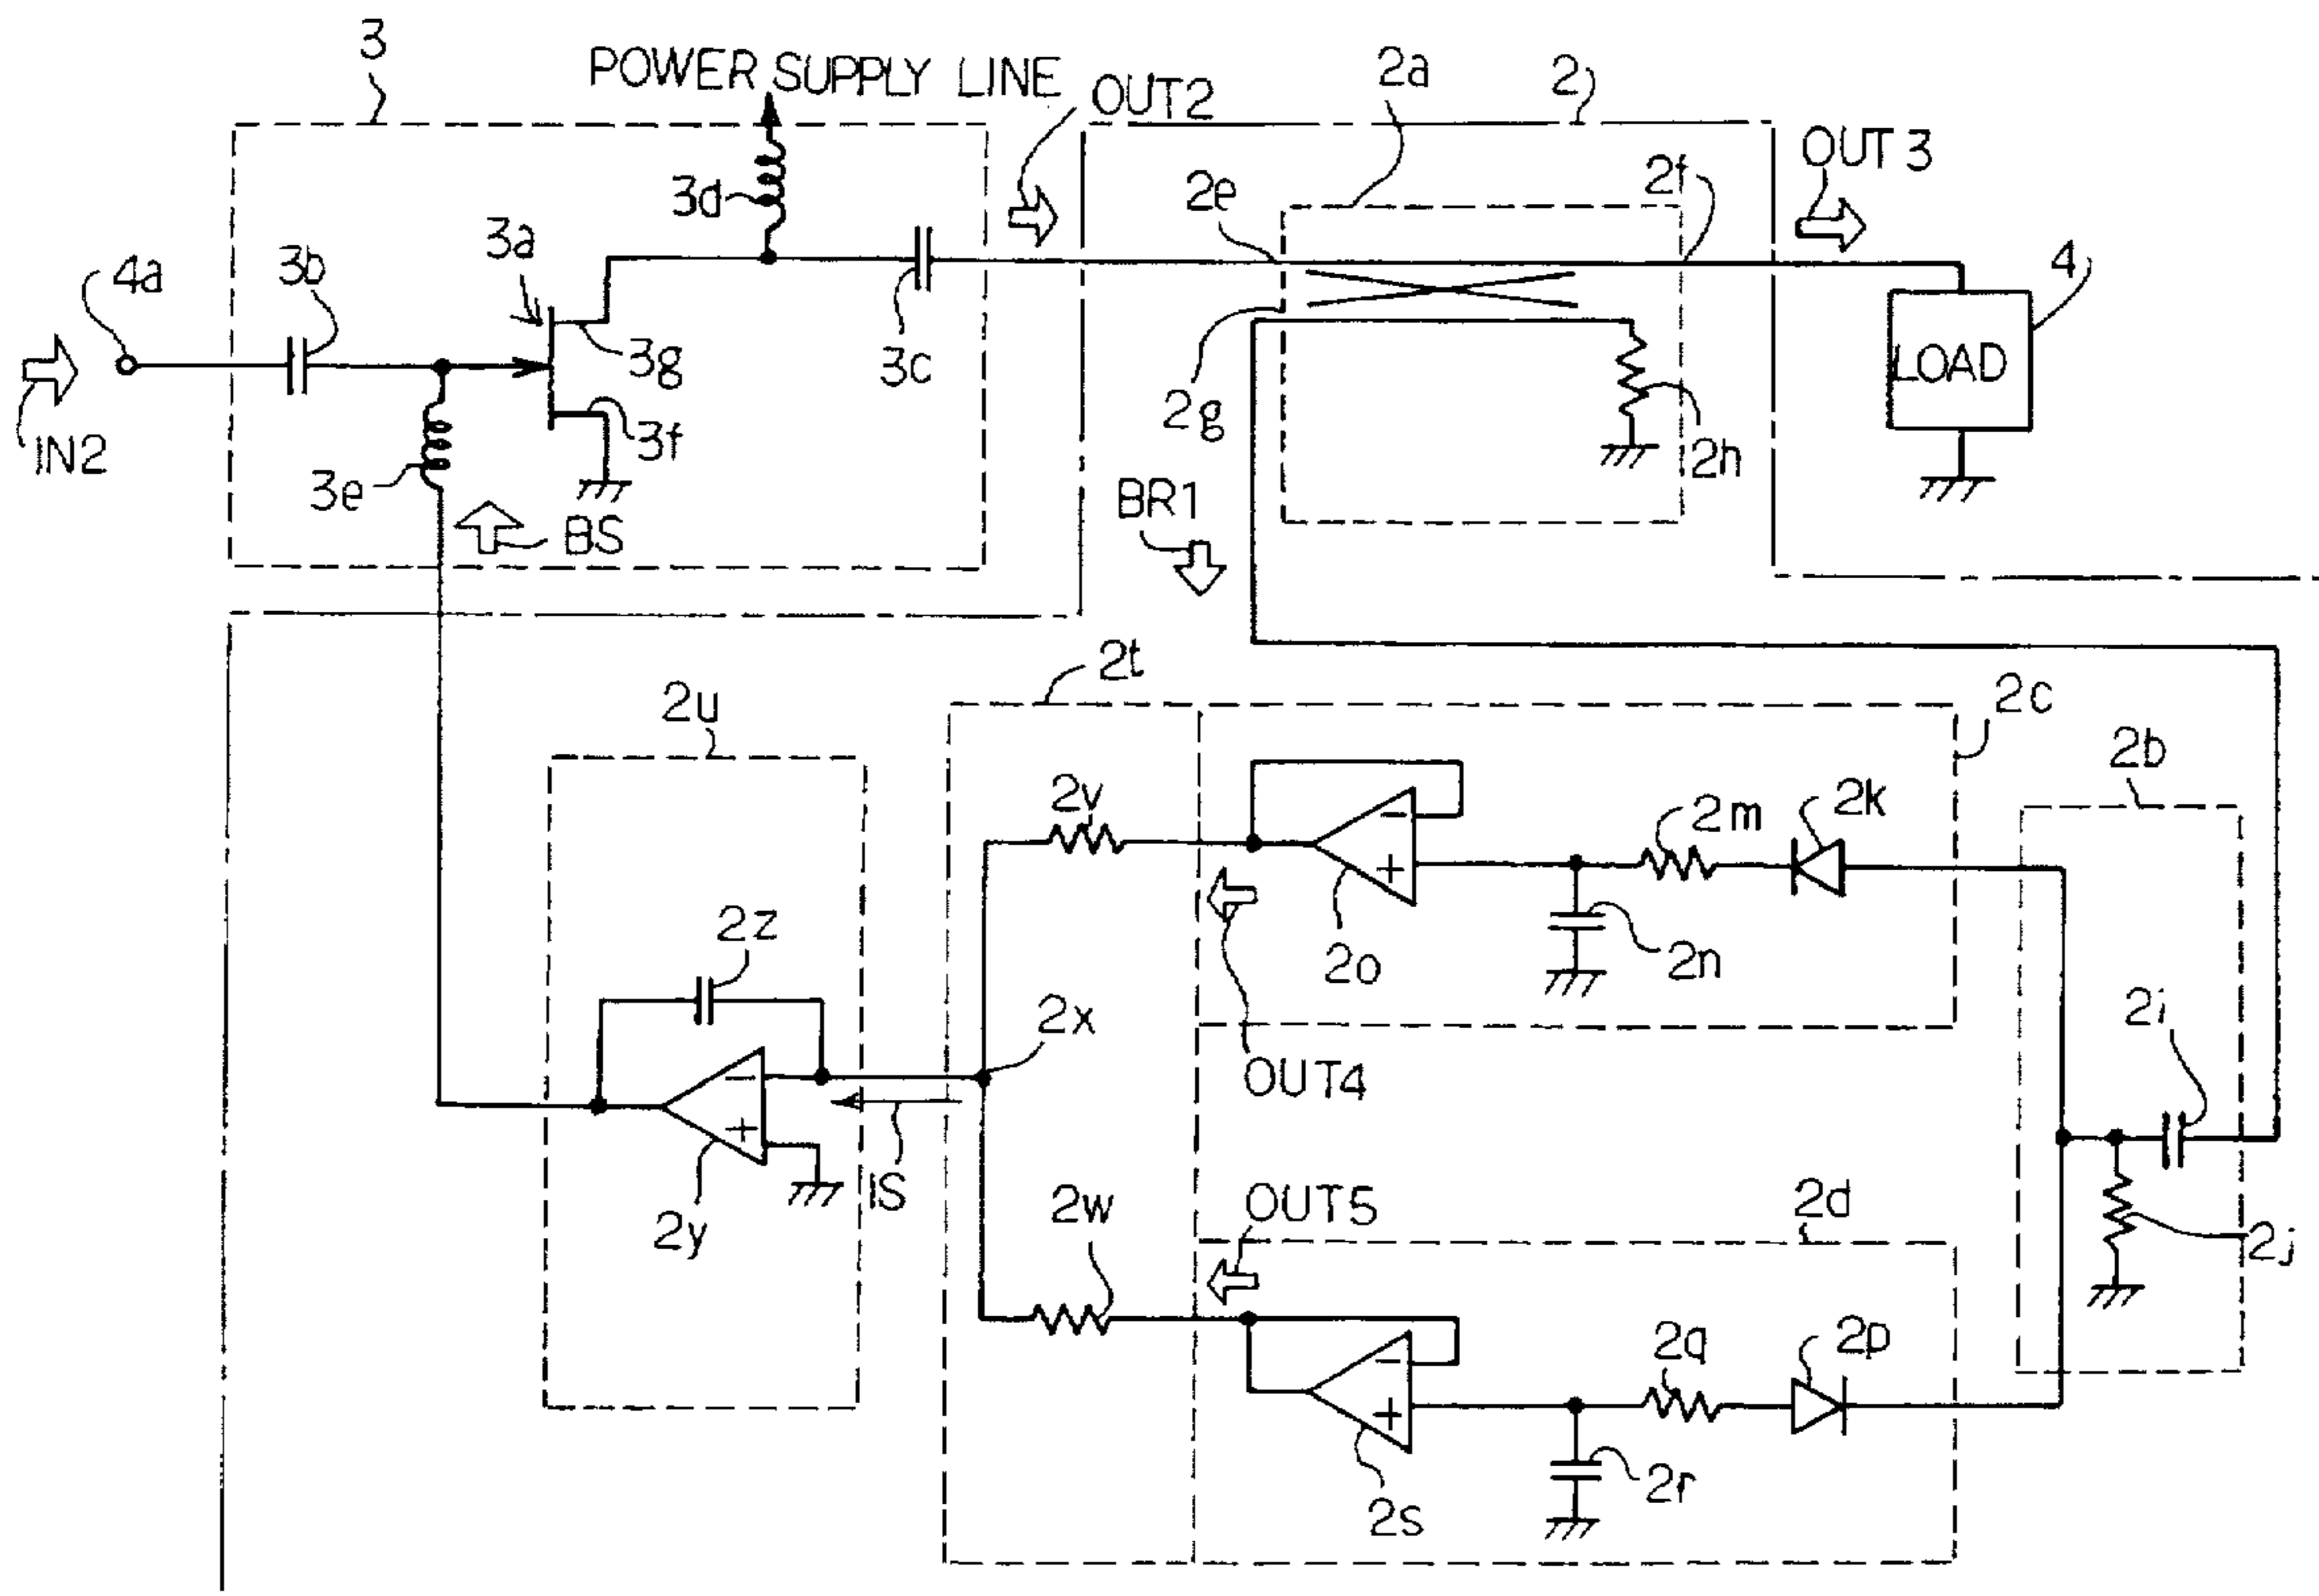 3
POWER SUPPLY LINE
OUT2
2a
2
OUT3
3d
2e
2f
3a
4a
3b
4
3g
3c
LOAD
2g
3f
2h
IN2
3e
BR1
BS
2t
2u
2c
2b
2v
2m
2k
2z
2o
2n
2x
2i
OUT4
IS
2w
OUT5
2d
2y
2j
2q
2p
2r
2s
-
+
-
+
-
+